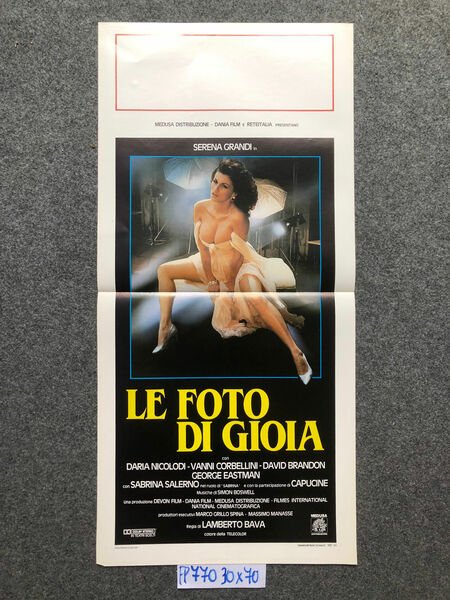 MEDUSA DISTRIBUZIONE - DANIA FILM e RETEITALIA PRESENTANO
SERENA GRANDI in
LE FOTO
DI GIOIA
con
DARIA NICOLODI - VANNI CORBELLINI - DAVID BRANDON
GEORGE EASTMAN
con SABRINA SALERNO nel ruolo di "SABRINA" e con la partecipazione di CAPUCINE
Musiche di SIMON BOSWELL
Una produzione DEVON FILM - DANIA FILM - MEDUSA DISTRIBUZIONE - FILMES INTERNATIONAL
NATIONAL CINEMATOGRAFICA
produttori esecutivi MARCO GRILLO SPINA - MASSIMO MANASSE
Regia di LAMBERTO BAVA
colore della TELECOLOR
DOLBY STEREO
MEDUSA
FP770 30x70